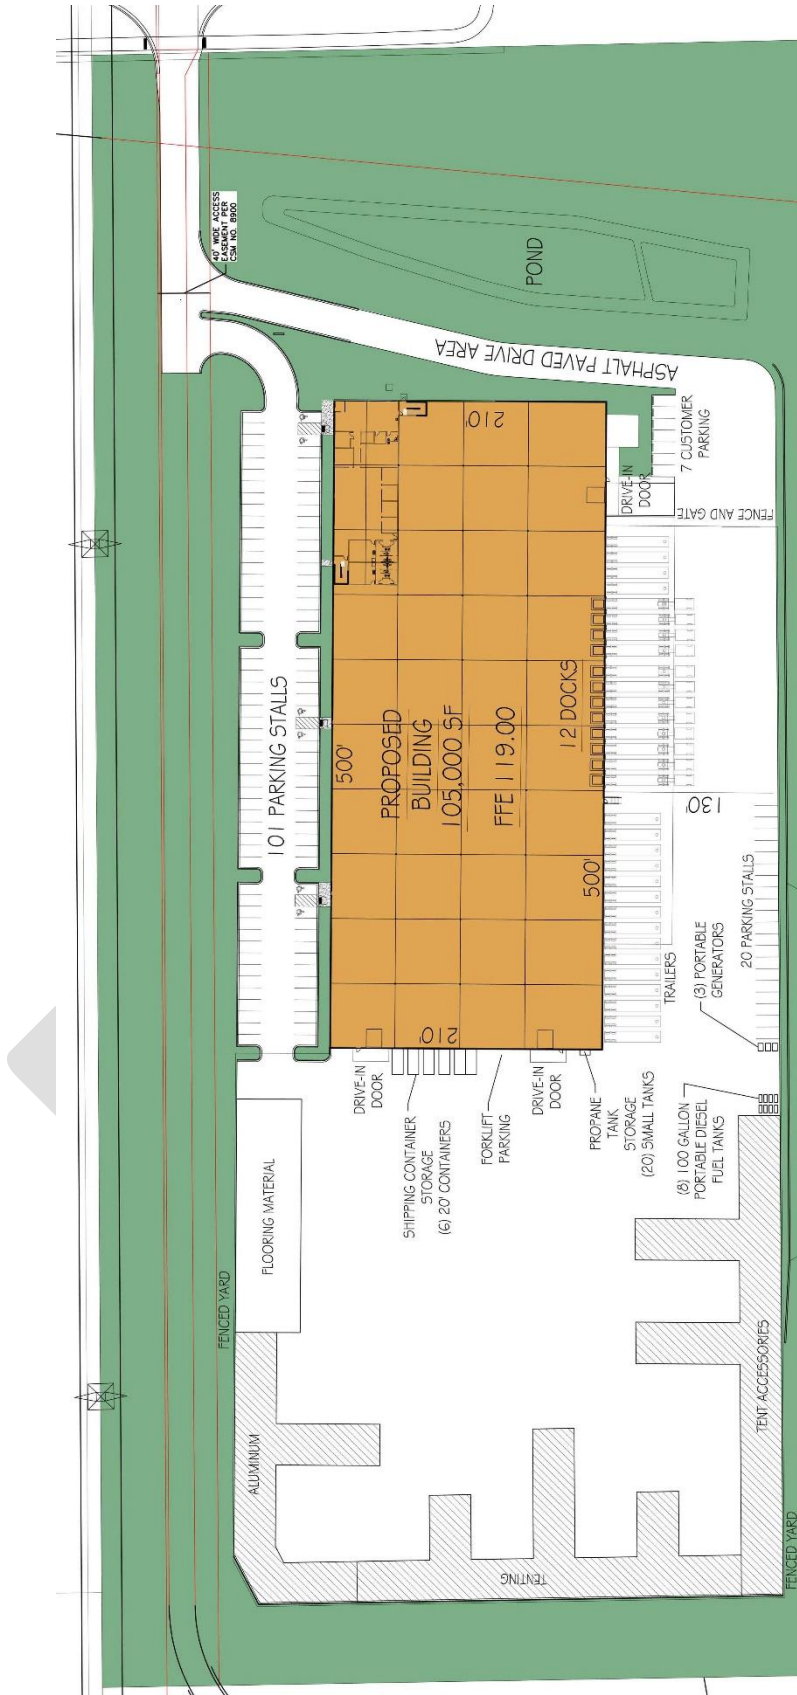 40' WIDE ACCESS
EASEMENT PER
CSM NO. 8900
POND
ASPHALT PAVED DRIVE AREA
210'
7 CUSTOMER
PARKING
DRIVE-IN
DOOR
FENCE AND GATE
101 PARKING STALLS
500'
PROPOSED
BUILDING
105,000 SF
FFE 119.00
12 DOCKS
500'
130'
20 PARKING STALLS
TRAILERS
(3) PORTABLE
GENERATORS
210'
DRIVE-IN
DOOR
SHIPPING CONTAINER
STORAGE
(6) 20' CONTAINERS
FORKLIFT
PARKING
DRIVE-IN
DOOR
PROPANE
TANK
STORAGE
(20) SMALL TANKS
(8) 100 GALLON
PORTABLE DIESEL
FUEL TANKS
FLOORING MATERIAL
FENCED YARD
ALUMINUM
TENT ACCESSORIES
TENTING
FENCED YARD